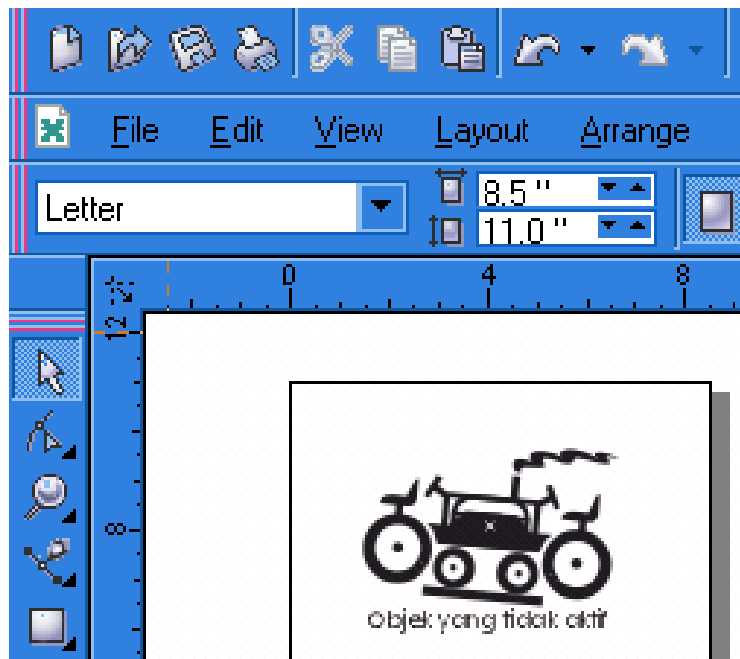 File Edit View Layout Arrange
Letter
8.5 "
11.0 "
0 4 8
12
8
Objek yang tidak aktif